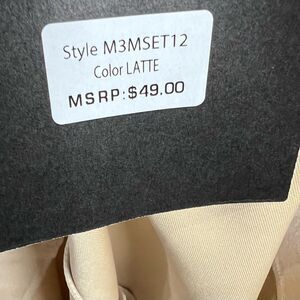 Style M3MSET12
Color LATTE
MSRP:$49.00